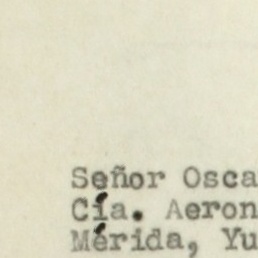 Señor Osca
Cía. Aeron
Mérida, Yu